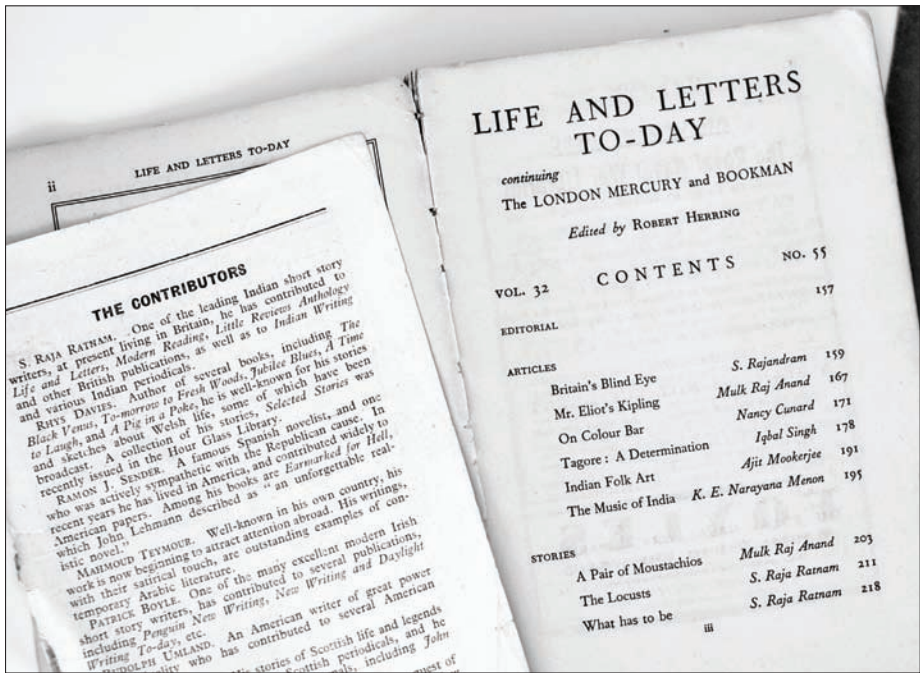 ii LIFE AND LETTERS TO-DAY
THE CONTRIBUTORS
S. RAJA RATNAM. One of the leading Indian short story
writers, at present living in Britain, he has contributed to
Life and Letters, Modern Reading, Little Reviews Anthology
and other British publications, as well as to Indian Writing
and various Indian periodicals.
RHYS DAVIES. Author of several books, including The
Black Venus, To-morrow to Fresh Woods, Jubilee Blues, A Time
to Laugh, and A Pig in a Poke, he is well-known for his stories
and sketches about Welsh life, some of which have been
broadcast. A collection of his stories, Selected Stories was
recently issued in the Hour Glass Library.
RAMON J. SENDER. A famous Spanish novelist, and one
who was actively sympathetic with the Republican cause. In
recent years he has lived in America, and contributed widely to
American papers. Among his books are Earmarked for Hell,
which John Lehmann described as "an unforgettable real-
istic novel."
MAHMOUD TEYMOUR. Well-known in his own country, his
work is now beginning to attract attention abroad. His writings,
with their satirical touch, are outstanding examples of con-
temporary Arabic literature.
PATRICK BOYLE. One of the many excellent modern Irish
short story writers, has contributed to several publications,
including Penguin New Writing, New Writing and Daylight
Writing To-day, etc.
RUDOLPH UMLAND. An American writer of great power
who has contributed to several American
stories of Scottish life and legends
Scottish periodicals, and he
including John
of
LIFE AND LETTERS
TO-DAY
continuing
The LONDON MERCURY and BOOKMAN
Edited by ROBERT HERRING
VOL. 32 CONTENTS NO. 55
EDITORIAL 157
ARTICLES
Britain's Blind Eye S. Rajandram 159
Mr. Eliot's Kipling Mulk Raj Anand 167
On Colour Bar Nancy Cunard 171
Tagore : A Determination Iqbal Singh 178
Indian Folk Art Ajit Mookerjee 191
The Music of India K. E. Narayana Menon 195
STORIES
A Pair of Moustachios Mulk Raj Anand 203
The Locusts S. Raja Ratnam 211
What has to be S. Raja Ratnam 218
iii